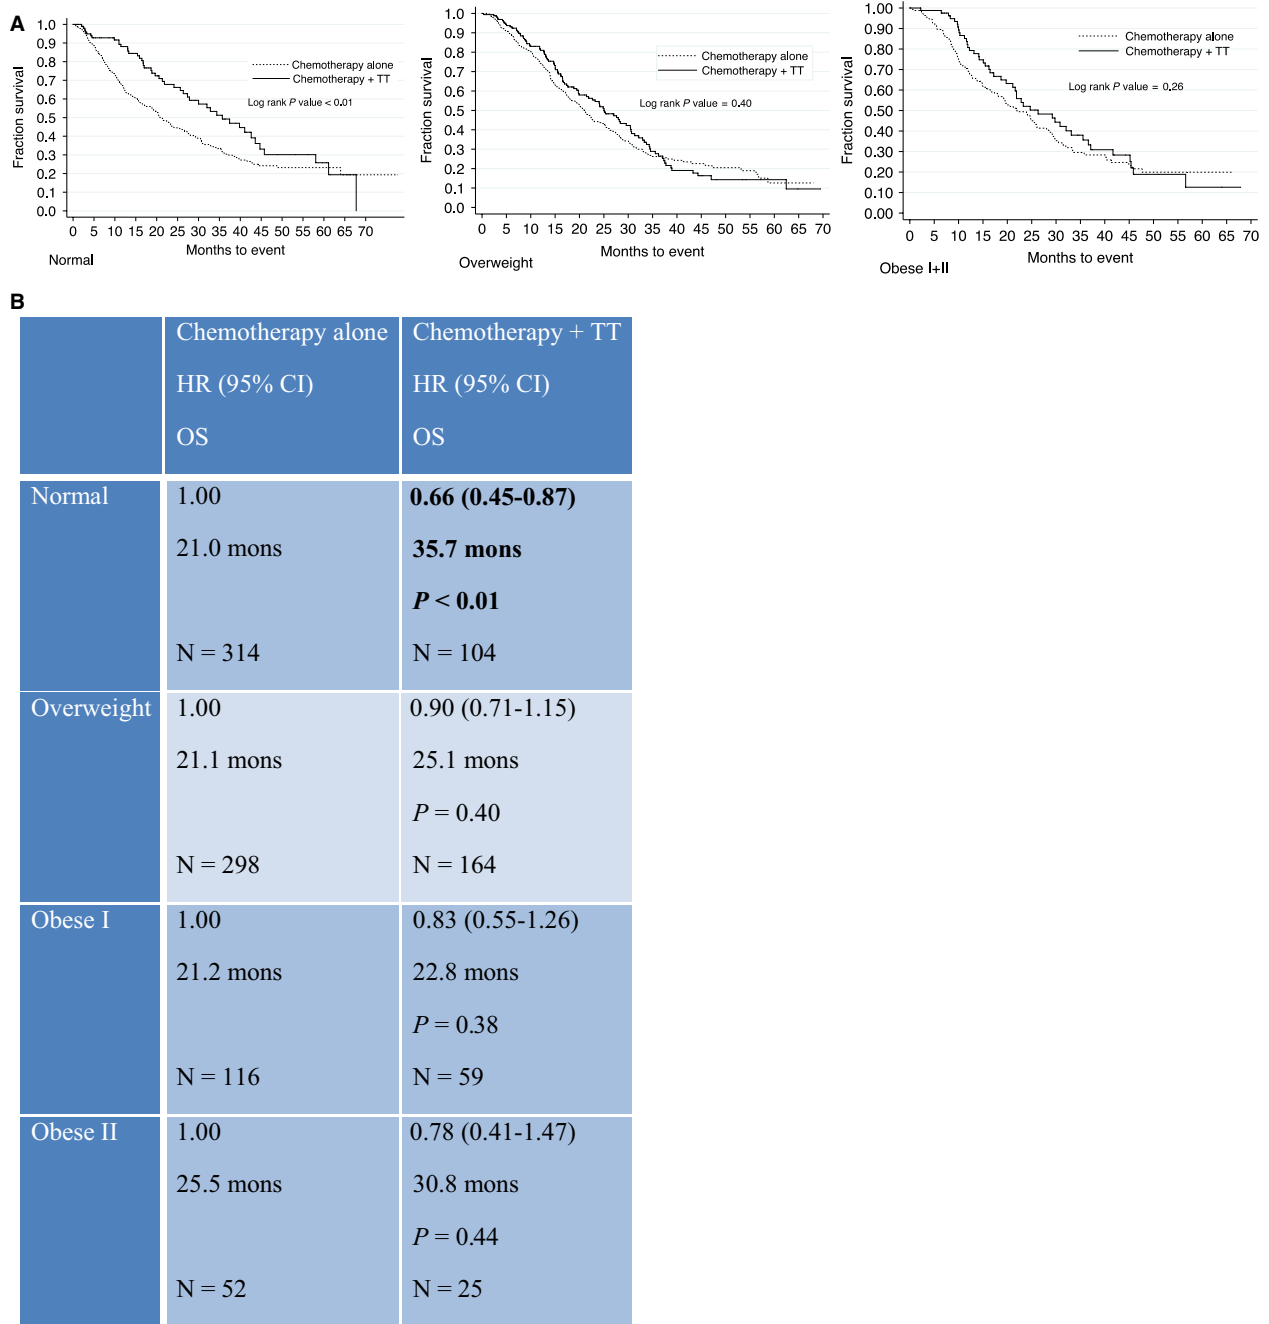 A
1.0
0.9
0.8
0.7
0.6
0.5
0.4
0.3
0.2
0.1
0.0
Fraction survival
Chemotherapy alone
Chemotherapy + TT
Log rank P value < 0.01
0 5 10 15 20 25 30 35 40 45 50 55 60 65 70
Months to event
Normal
1.0
0.9
0.8
0.7
0.6
0.5
0.4
0.3
0.2
0.1
0.0
Fraction survival
Chemotherapy alone
Chemotherapy + TT
Log rank P value = 0.40
0 5 10 15 20 25 30 35 40 45 50 55 60 65 70
Months to event
Overweight
1.00
0.90
0.80
0.70
0.60
0.50
0.40
0.30
0.20
0.10
0.00
Fraction survival
Chemotherapy alone
Chemotherapy + TT
Log rank P value = 0.26
0 5 10 15 20 25 30 35 40 45 50 55 60 65 70
Months to event
Obese I+II
B
Chemotherapy alone
HR (95% CI)
OS
Chemotherapy + TT
HR (95% CI)
OS
Normal
1.00
21.0 mons
N = 314
0.66 (0.45-0.87)
35.7 mons
P < 0.01
N = 104
Overweight
1.00
21.1 mons
N = 298
0.90 (0.71-1.15)
25.1 mons
P = 0.40
N = 164
Obese I
1.00
21.2 mons
N = 116
0.83 (0.55-1.26)
22.8 mons
P = 0.38
N = 59
Obese II
1.00
25.5 mons
N = 52
0.78 (0.41-1.47)
30.8 mons
P = 0.44
N = 25